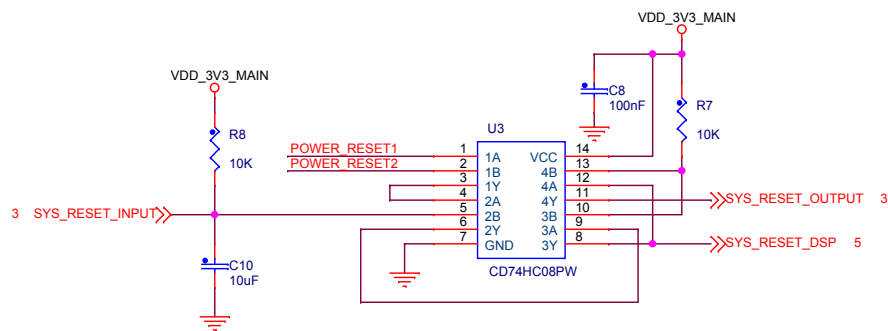 VDD_3V3_MAIN
VDD_3V3_MAIN
C8
100nF
R7
10K
R8
10K
U3
POWER_RESET1 1 1A VCC 14
POWER_RESET2 2 1B 4B 13
3 1Y 4A 12
4 2A 4Y 11 SYS_RESET_OUTPUT 3
3 SYS_RESET_INPUT 5 2B 3B 10
6 2Y 3A 9
7 GND 3Y 8 SYS_RESET_DSP 5
CD74HC08PW
C10
10uF